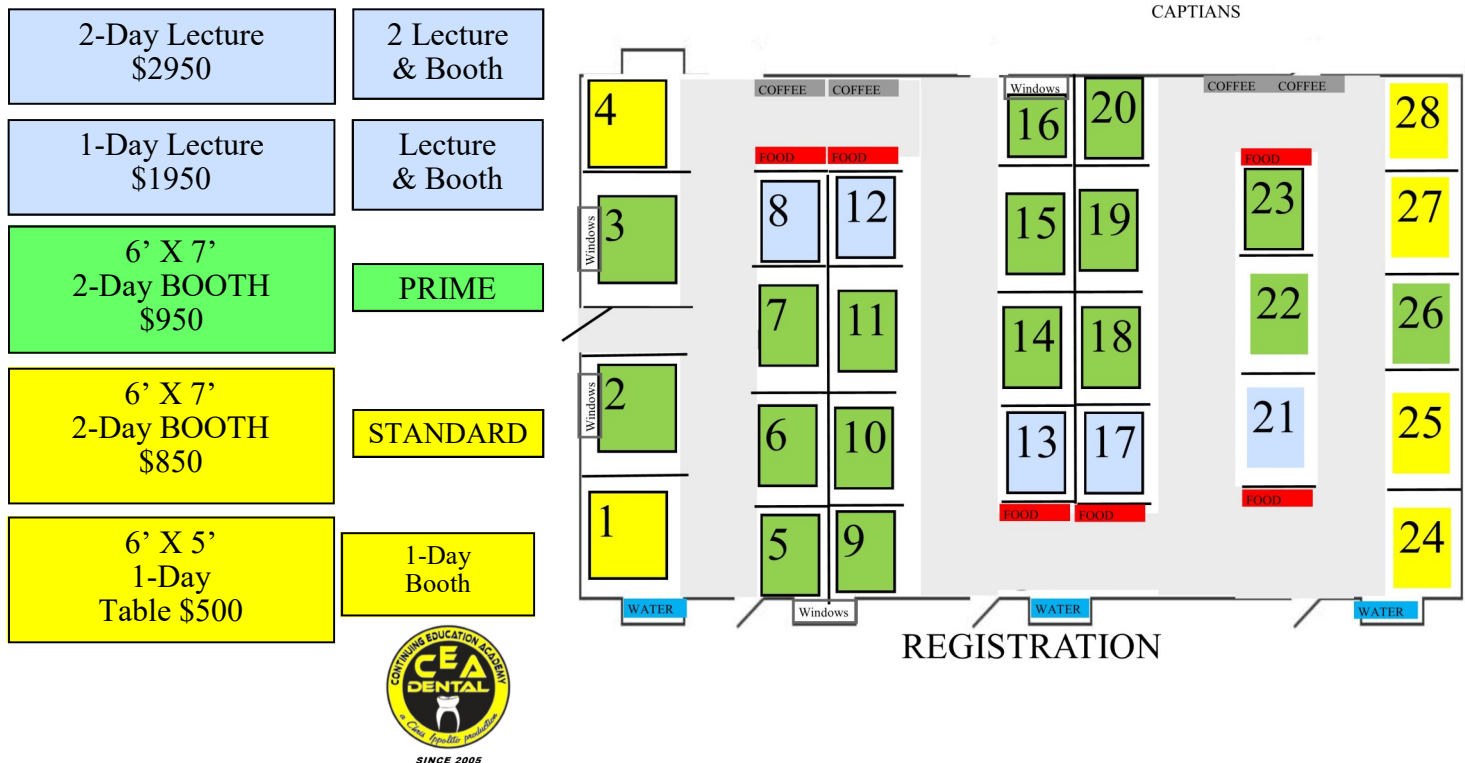 2-Day Lecture
$2950
2 Lecture
& Booth
1-Day Lecture
$1950
Lecture
& Booth
6’ X 7’
2-Day BOOTH
$950
PRIME
6’ X 7’
2-Day BOOTH
$850
STANDARD
6’ X 5’
1-Day
Table $500
1-Day
Booth
CONTINUING EDUCATION ACADEMY
CEA
DENTAL
a Chris Ippolito production
SINCE 2005
CAPTIANS
COFFEE COFFEE
Windows
COFFEE COFFEE
4
16
20
28
FOOD FOOD
FOOD
3
Windows
8
12
15
19
23
27
7
11
14
18
22
26
2
Windows
6
10
13
17
21
25
FOOD
FOOD FOOD
1
5
9
24
WATER
Windows
WATER
WATER
REGISTRATION